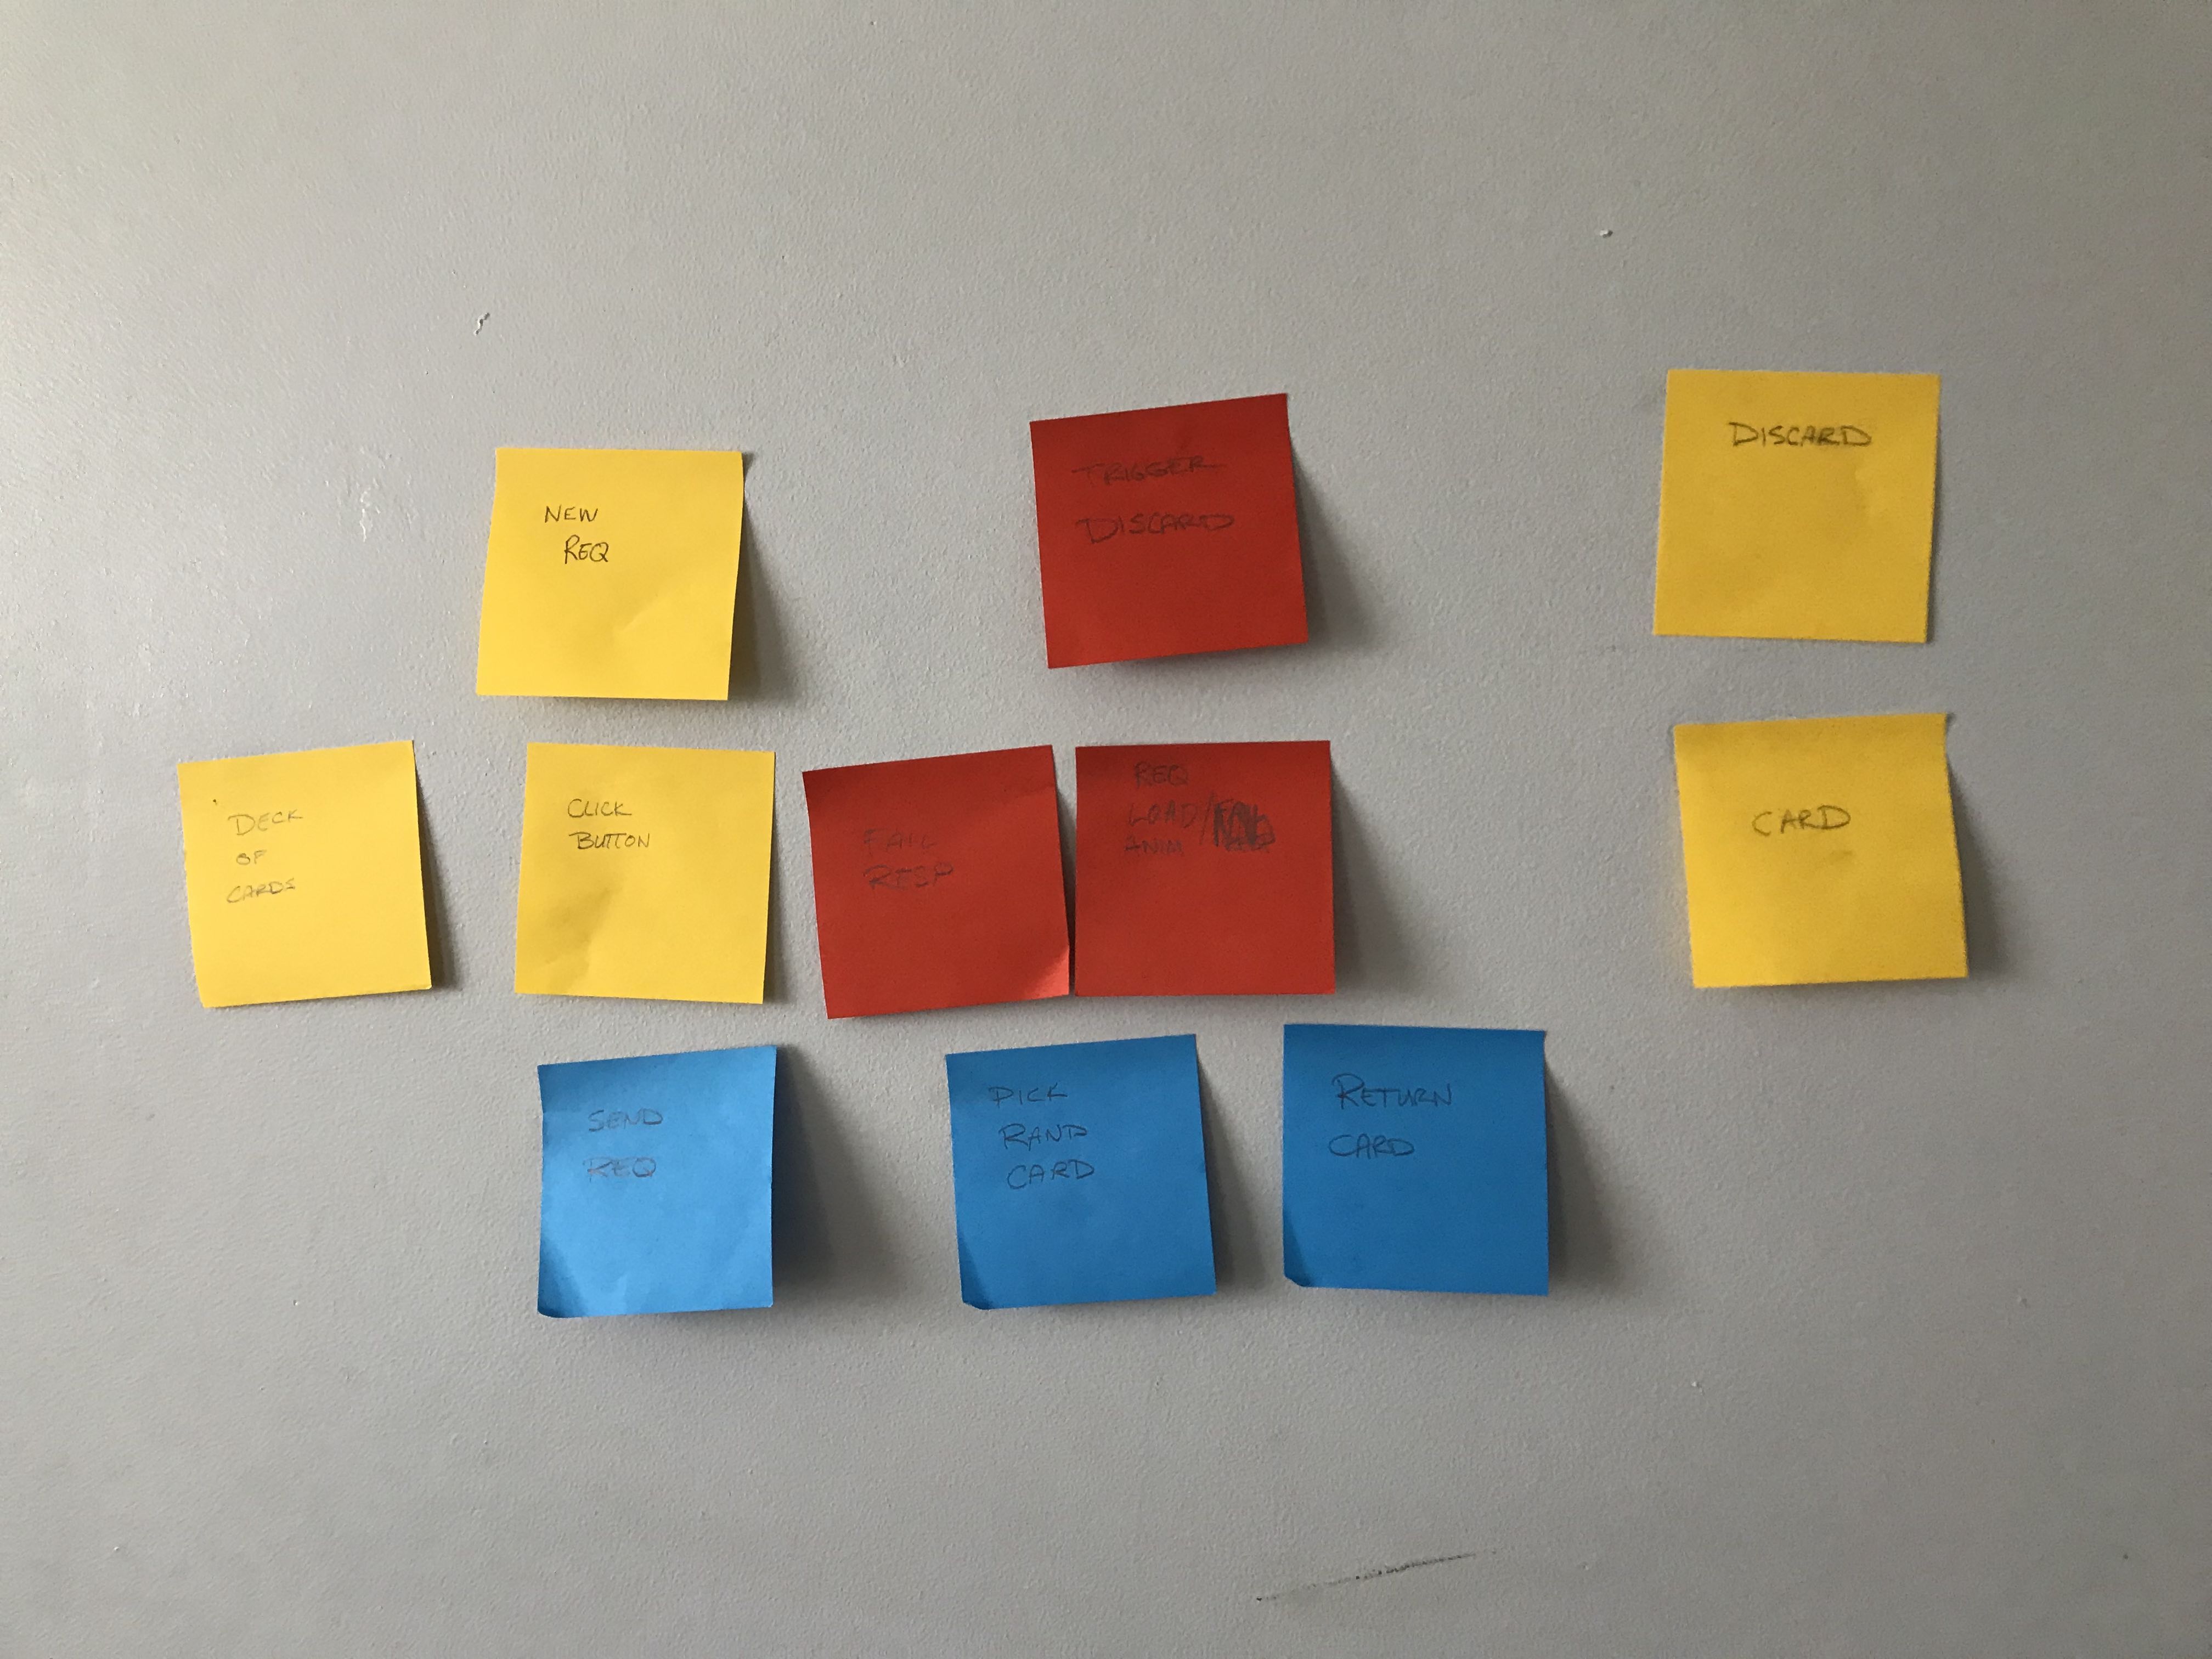 NEW
REQ
TRIGGER
DISCARD
DISCARD
DECK
OF
CARDS
CLICK
BUTTON
FAIL
RESP
REQ
LOAD/
ANIM
CARD
SEND
REQ
PICK
RAND
CARD
RETURN
CARD